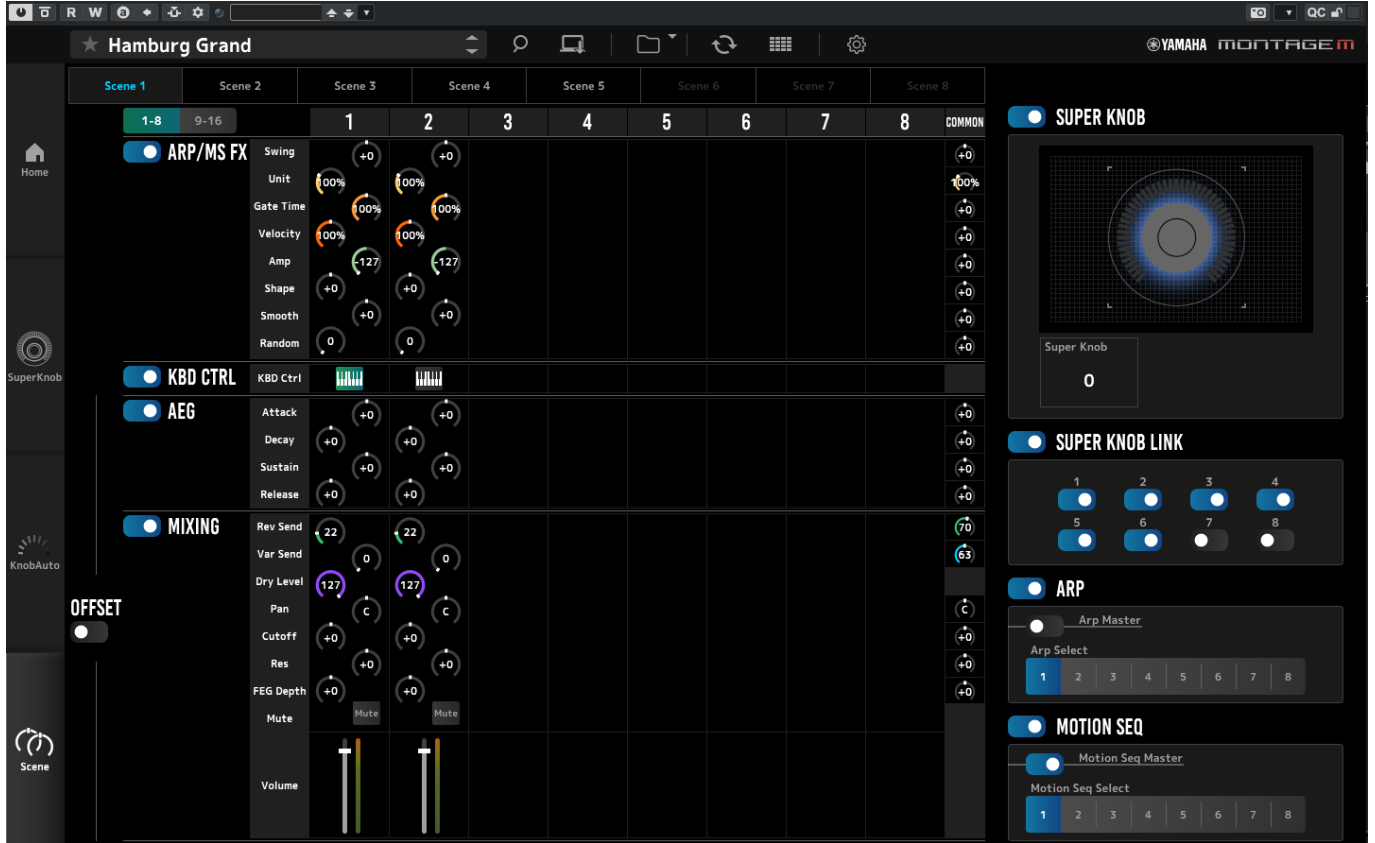 R W a QC
★ Hamburg Grand
YAMAHA MONTAGE M
Scene 1 Scene 2 Scene 3 Scene 4 Scene 5 Scene 6 Scene 7 Scene 8
1-8 9-16 1 2 3 4 5 6 7 8 COMMON
ARP/MS FX
Swing +0 +0 +0
Unit 100% 100% 100%
Gate Time 100% 100% +0
Velocity 100% 100% +0
Amp -127 -127 +0
Shape +0 +0 +0
Smooth +0 +0 +0
Random 0 0 +0
KBD CTRL KBD Ctrl
AEG
Attack +0 +0 +0
Decay +0 +0 +0
Sustain +0 +0 +0
Release +0 +0 +0
MIXING
Rev Send 22 22 70
Var Send 0 0 63
Dry Level 127 127
Pan C C C
Cutoff +0 +0 +0
Res +0 +0 +0
FEG Depth +0 +0 +0
Mute Mute Mute
Volume
Home
SuperKnob
KnobAuto
OFFSET
Scene
SUPER KNOB
Super Knob
0
SUPER KNOB LINK
1 2 3 4
5 6 7 8
ARP
Arp Master
Arp Select
1 2 3 4 5 6 7 8
MOTION SEQ
Motion Seq Master
Motion Seq Select
1 2 3 4 5 6 7 8